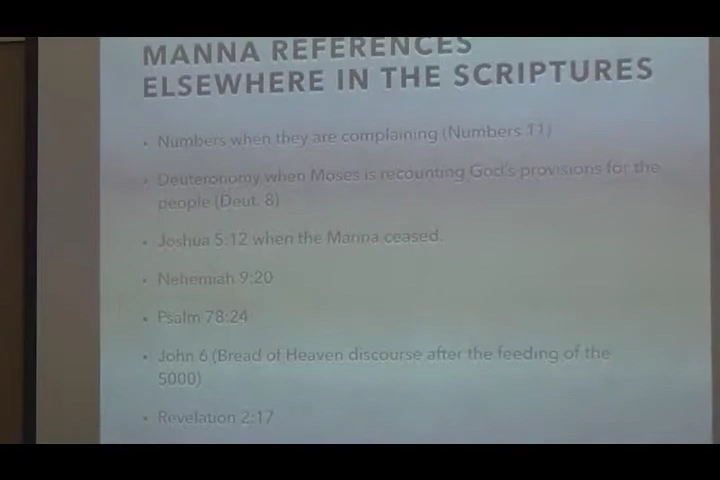 MANNA REFERENCES
ELSEWHERE IN THE SCRIPTURES
• Numbers when they are complaining (Numbers 11)
• Deuteronomy when Moses is recounting God's provisions for the
people (Deut. 8)
• Joshua 5:12 when the Manna ceased.
• Nehemiah 9:20
• Psalm 78:24
• John 6 (Bread of Heaven discourse after the feeding of the
5000)
• Revelation 2:17